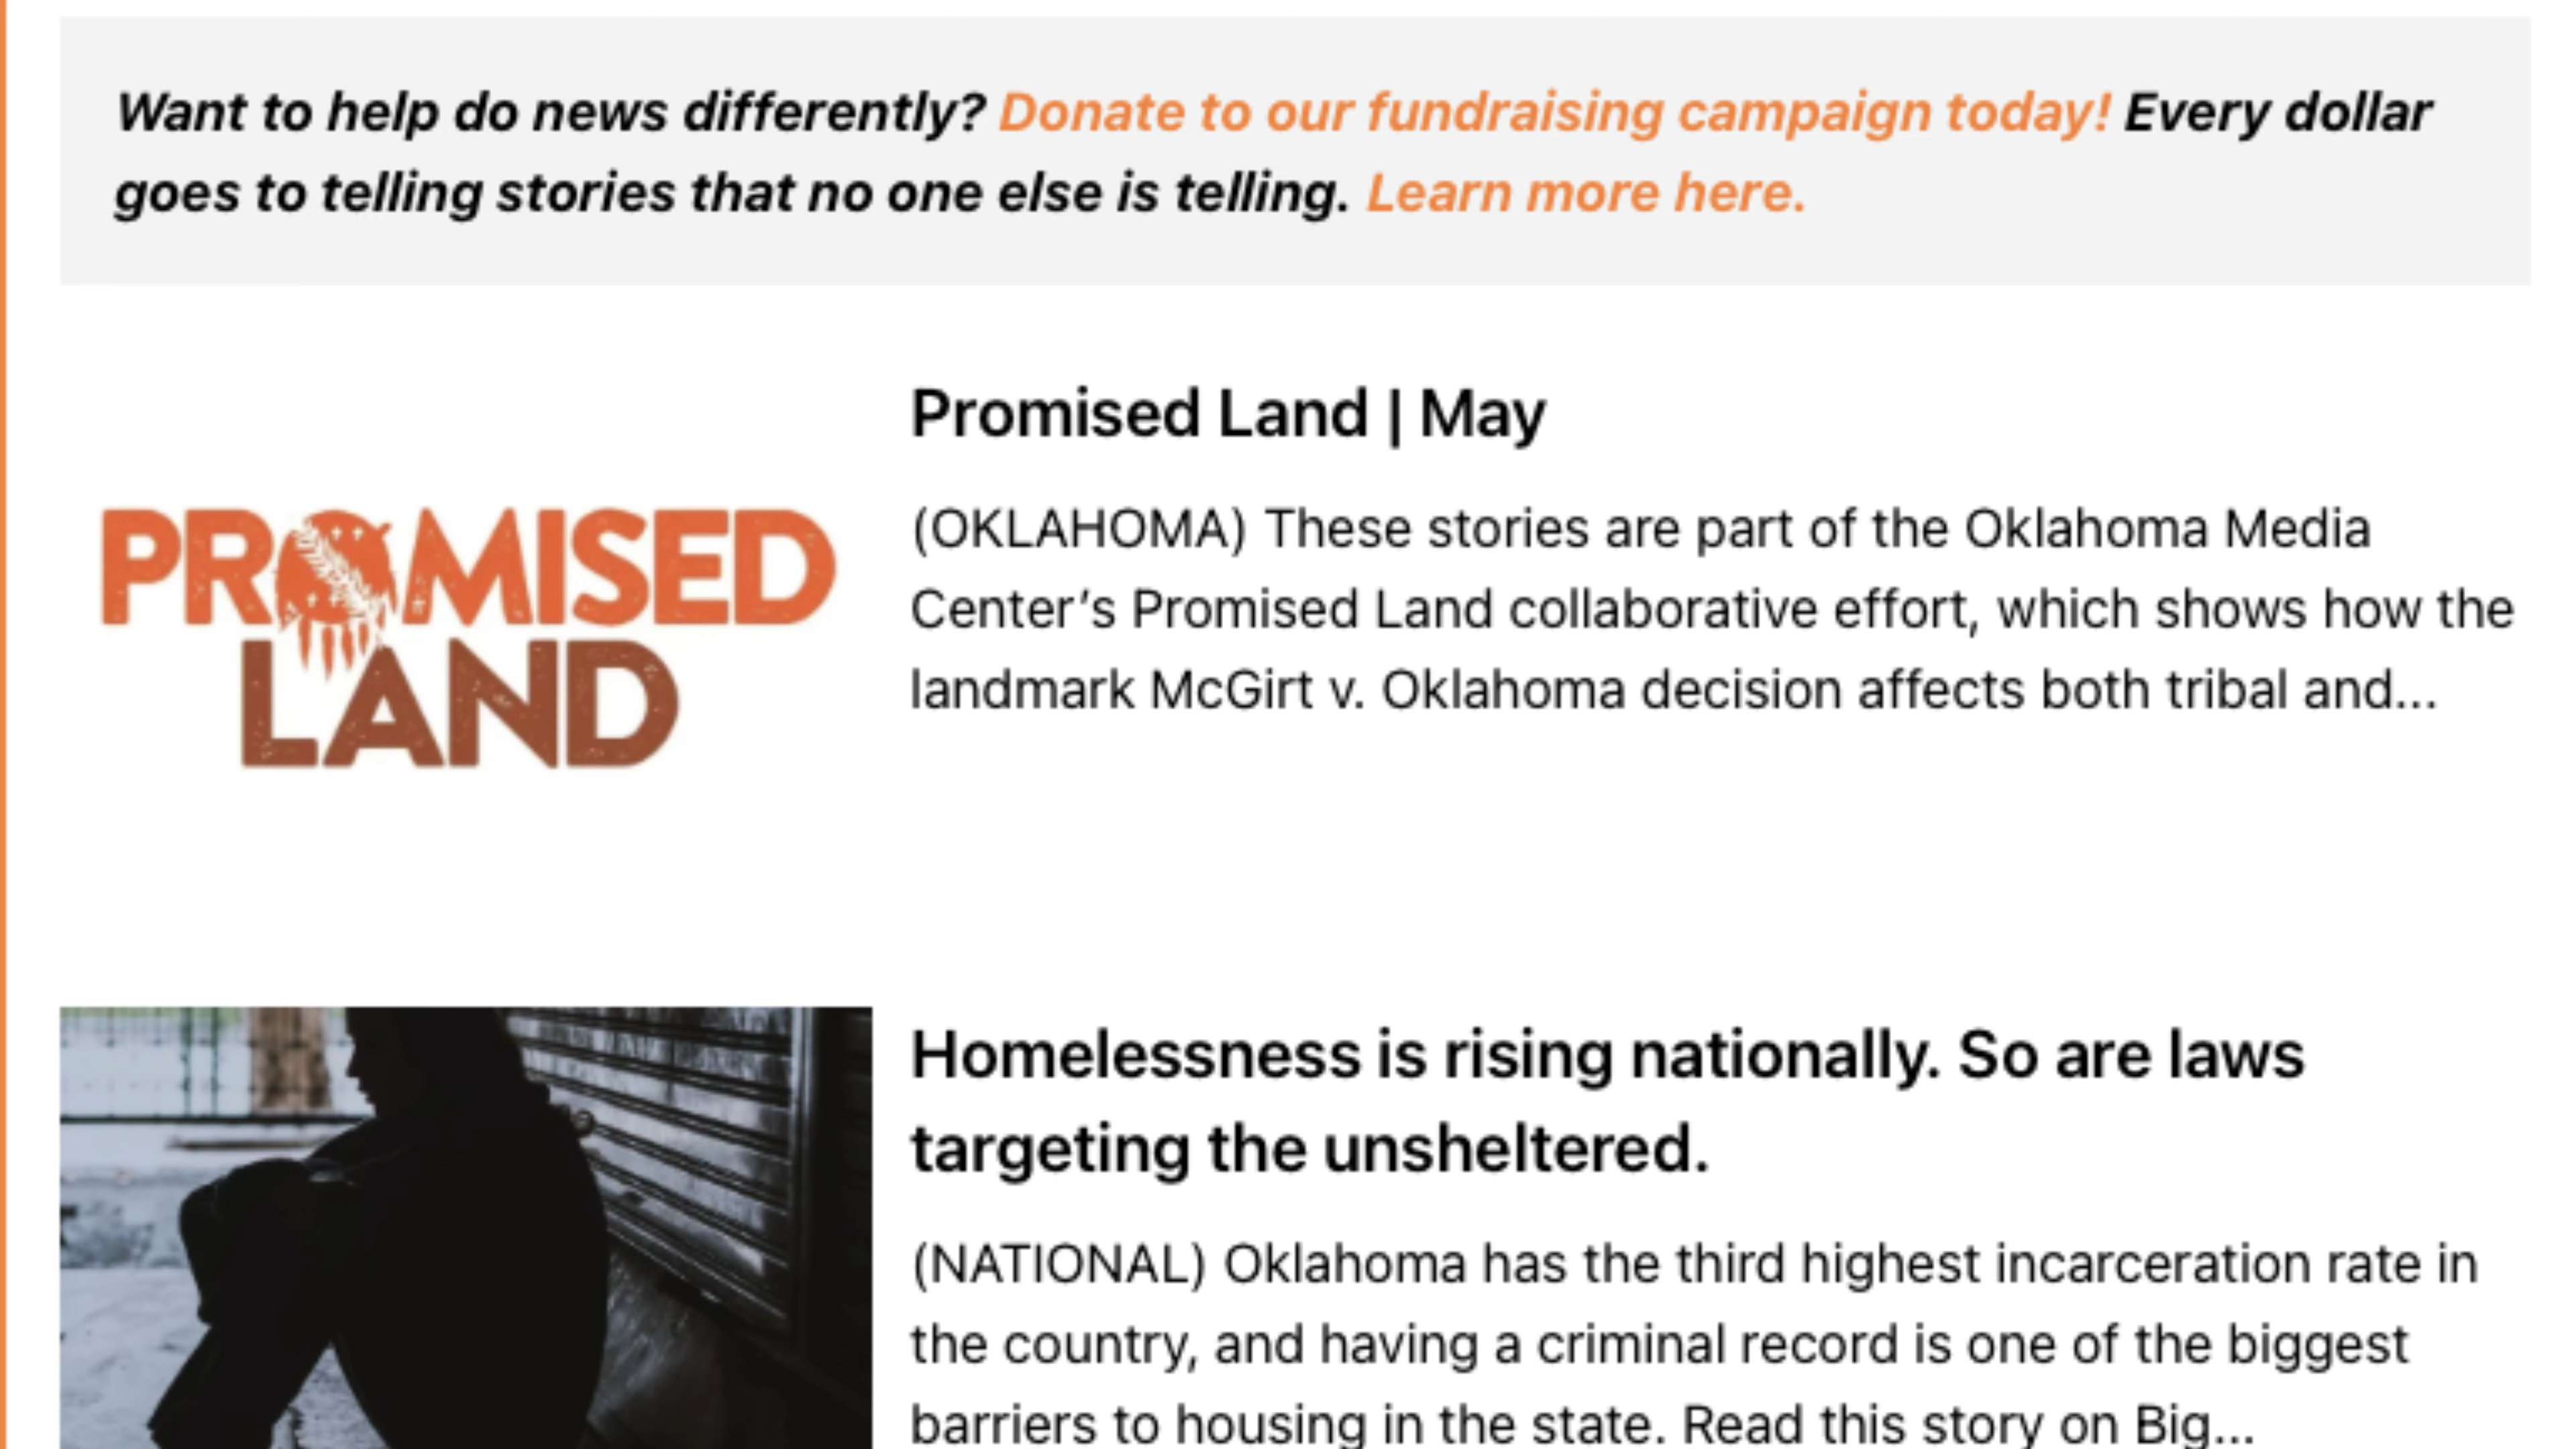 Want to help do news differently? Donate to our fundraising campaign today! Every dollar
goes to telling stories that no one else is telling. Learn more here.
Promised Land | May
PROMISED
LAND
(OKLAHOMA) These stories are part of the Oklahoma Media
Center’s Promised Land collaborative effort, which shows how the
landmark McGirt v. Oklahoma decision affects both tribal and...
Homelessness is rising nationally. So are laws
targeting the unsheltered.
(NATIONAL) Oklahoma has the third highest incarceration rate in
the country, and having a criminal record is one of the biggest
barriers to housing in the state. Read this story on Big...